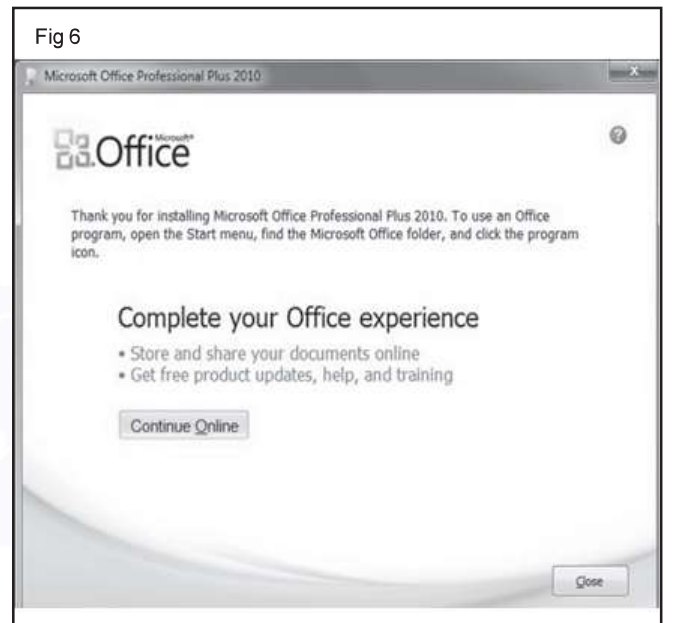 Fig 6
Microsoft Office Professional Plus 2010
Microsoft®
Office
Thank you for installing Microsoft Office Professional Plus 2010. To use an Office
program, open the Start menu, find the Microsoft Office folder, and click the program
icon.
Complete your Office experience
• Store and share your documents online
• Get free product updates, help, and training
Continue Online
Close